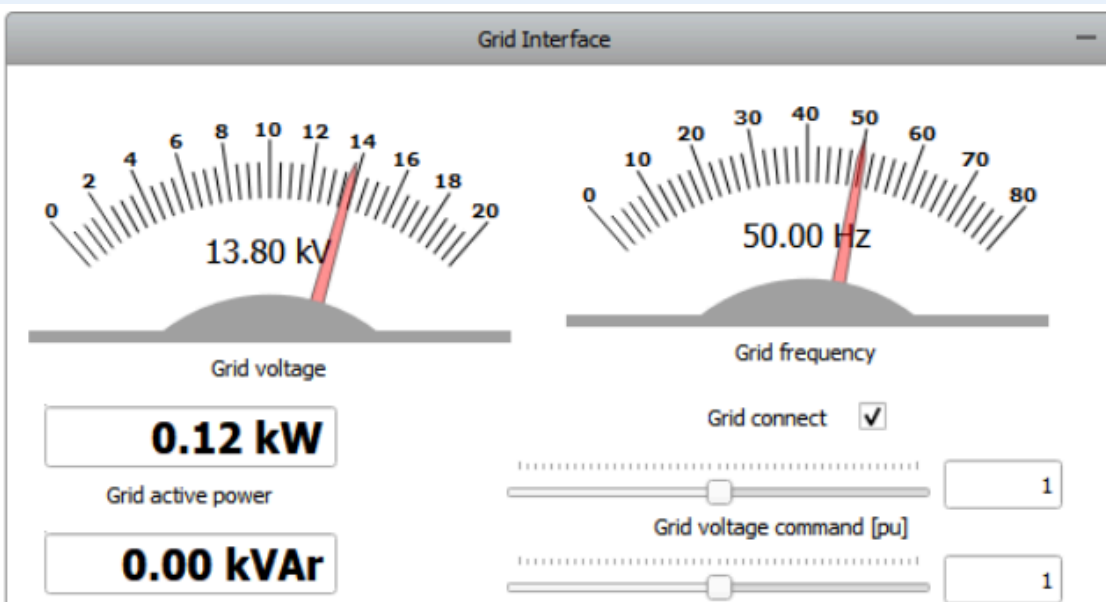 Grid Interface
0 2 4 6 8 10 12 14 16 18 20
13.80 kV
Grid voltage
0 10 20 30 40 50 60 70 80
50.00 Hz
Grid frequency
0.12 kW
Grid active power
0.00 kVAr
Grid connect
1
Grid voltage command [pu]
1